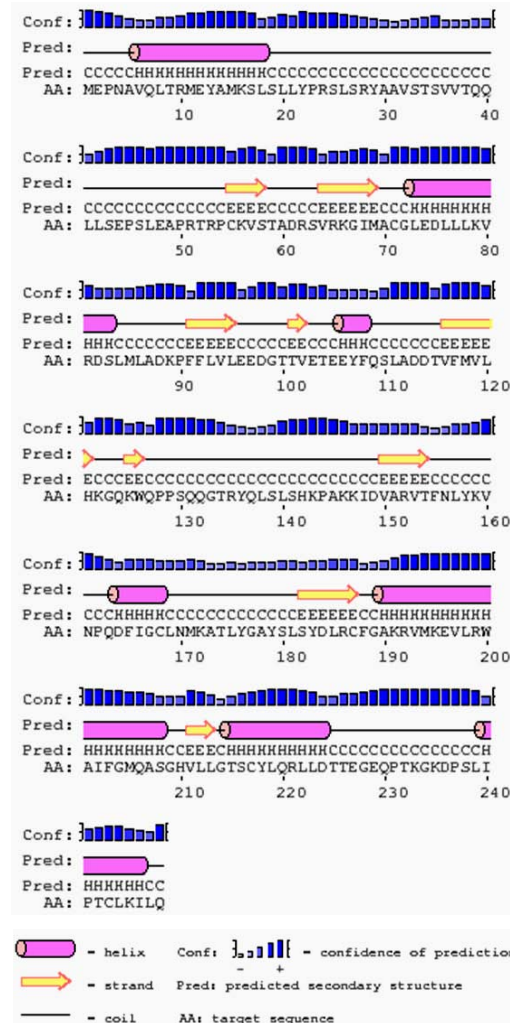 Conf:
Pred:
Pred: CCCCCHHHHHHHHHHHHHCCCCCCCCCCCCCCCCCCCCCC
AA: MEPNAVQLTRMEYAMKSLSLLYPRSLSRYAAVSTSVVTQQ
10 20 30 40
Conf:
Pred:
Pred: CCCCCCCCCCCCCCEEEECCCCCEEEEEECCCHHHHHHHH
AA: LLSEPSLEAPRTRPCKVSTADRSVRKGIMACGLEDLLLKV
50 60 70 80
Conf:
Pred:
Pred: HHHCCCCCCCEEEEECCCCCEECCCHHHCCCCCCCEEEEE
AA: RDSLMLADKPFFLVLEEDGTTVETEEYFQSLADDTVFMVL
90 100 110 120
Conf:
Pred:
Pred: ECCCEECCCCCCCCCCCCCCCCCCCCCCCEEEEECCCCCC
AA: HKGQKWQPPSQQGTRYQLSLSHKPAKKIDVARVTFNLYKV
130 140 150 160
Conf:
Pred:
Pred: CCCHHHHHCCCCCCCCCCCCCEEEEEECCHHHHHHHHHHH
AA: NPQDFIGCLNMKATLYGAYSLSYDLRCFGAKRVMKEVLRW
170 180 190 200
Conf:
Pred:
Pred: HHHHHHHHCCEEECHHHHHHHHHHCCCCCCCCCCCCCCCH
AA: AIFGMQASGHVLLGTSCYLQRLLDTTEGEQPTKGKDPSLI
210 220 230 240
Conf:
Pred:
Pred: HHHHHHCC
AA: PTCLKILQ
- helix Conf: - confidence of prediction
- +
- strand Pred: predicted secondary structure
- coil AA: target sequence